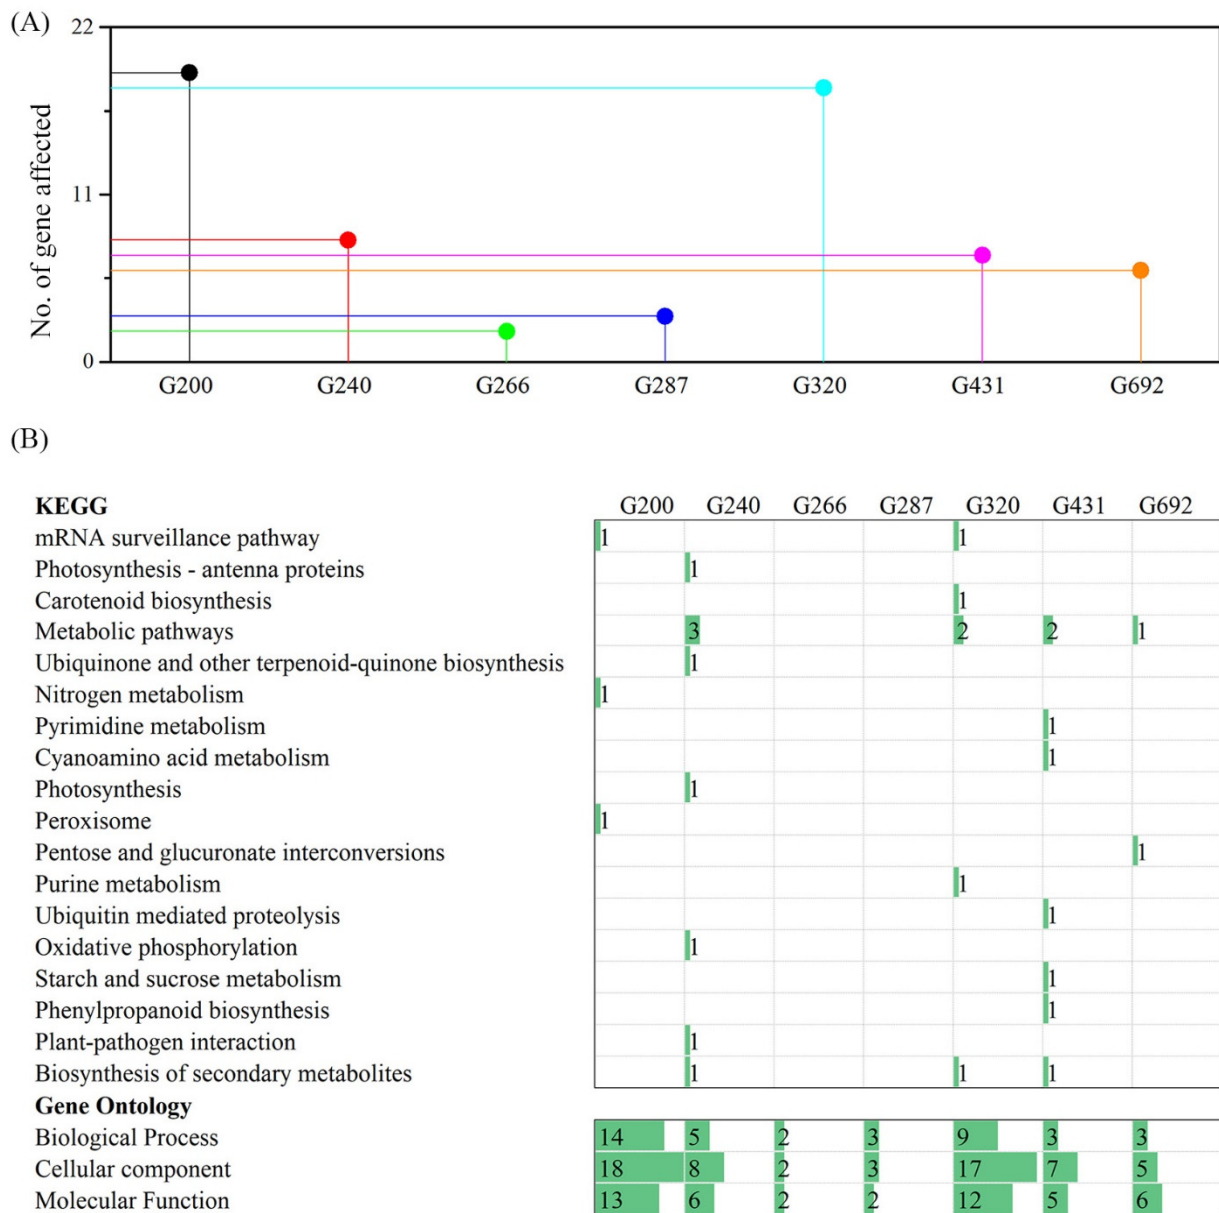 (A)
22
11
0
No. of gene affected
G200 G240 G266 G287 G320 G431 G692
(B)
KEGG G200 G240 G266 G287 G320 G431 G692
mRNA surveillance pathway 1 1
Photosynthesis - antenna proteins 1
Carotenoid biosynthesis 1
Metabolic pathways 3 2 2 1
Ubiquinone and other terpenoid-quinone biosynthesis 1
Nitrogen metabolism 1
Pyrimidine metabolism 1
Cyanoamino acid metabolism 1
Photosynthesis 1
Peroxisome 1
Pentose and glucuronate interconversions 1
Purine metabolism 1
Ubiquitin mediated proteolysis 1
Oxidative phosphorylation 1
Starch and sucrose metabolism 1
Phenylpropanoid biosynthesis 1
Plant-pathogen interaction 1
Biosynthesis of secondary metabolites 1 1 1
Gene Ontology
Biological Process 14 5 2 3 9 3 3
Cellular component 18 8 2 3 17 7 5
Molecular Function 13 6 2 2 12 5 6